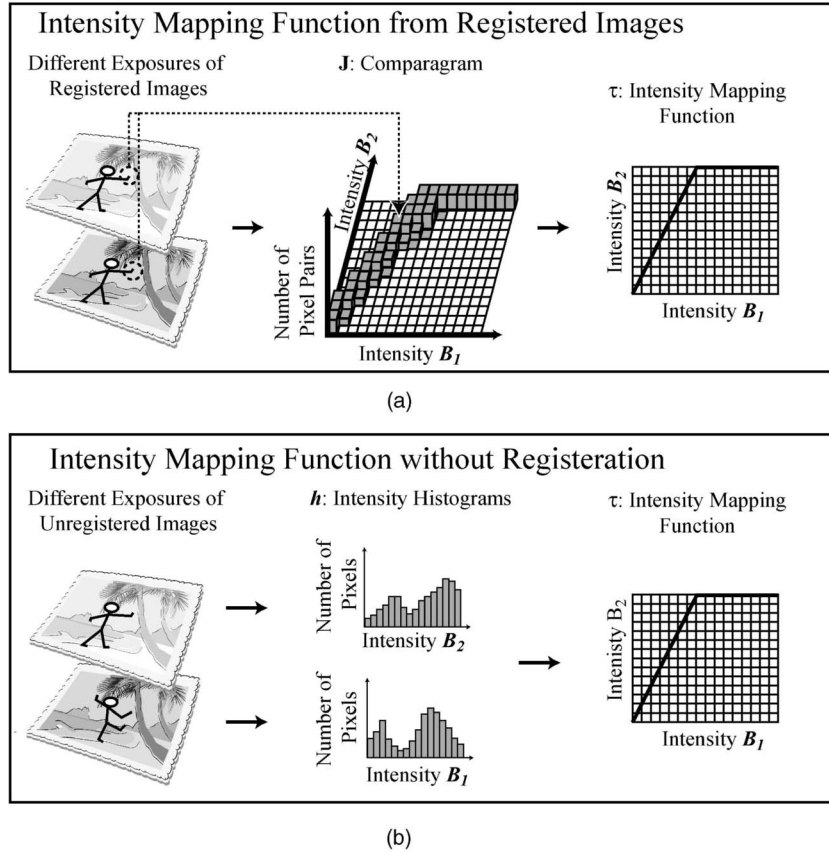 Intensity Mapping Function from Registered Images
Different Exposures of
Registered Images
J: Comparagram
τ: Intensity Mapping
Function
Number of
Pixel Pairs
Intensity B2
Intensity B1
Intensity B2
Intensity B1
(a)
Intensity Mapping Function without Registeration
Different Exposures of
Unregistered Images
h: Intensity Histograms
τ: Intensity Mapping
Function
Number of
Pixels
Intensity B2
Number of
Pixels
Intensity B1
Intenisty B2
Intensity B1
(b)